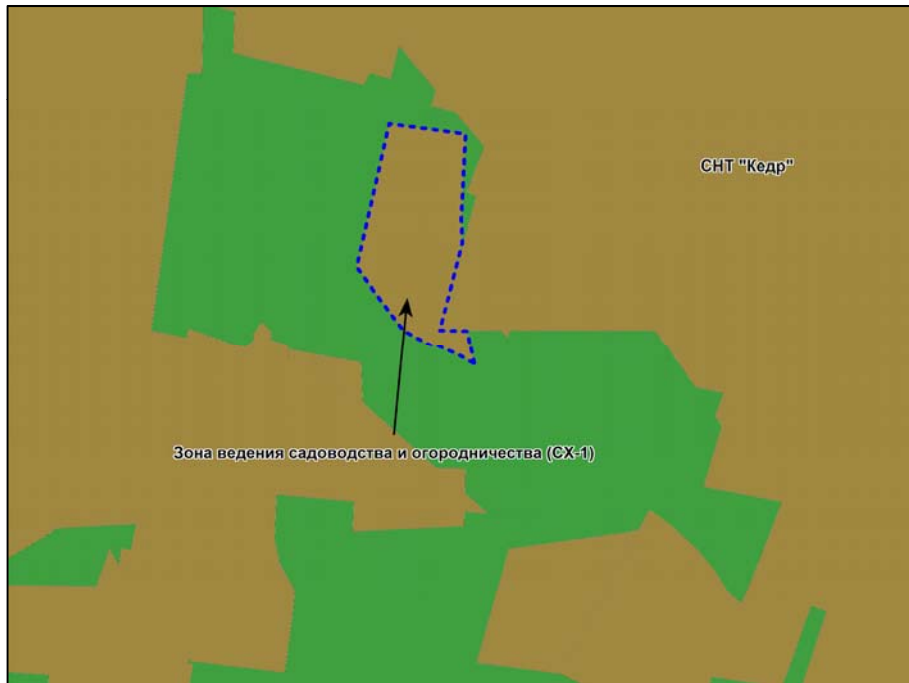 СНТ "Кедр"
Зона ведения садоводства и огородничества (СХ-1)